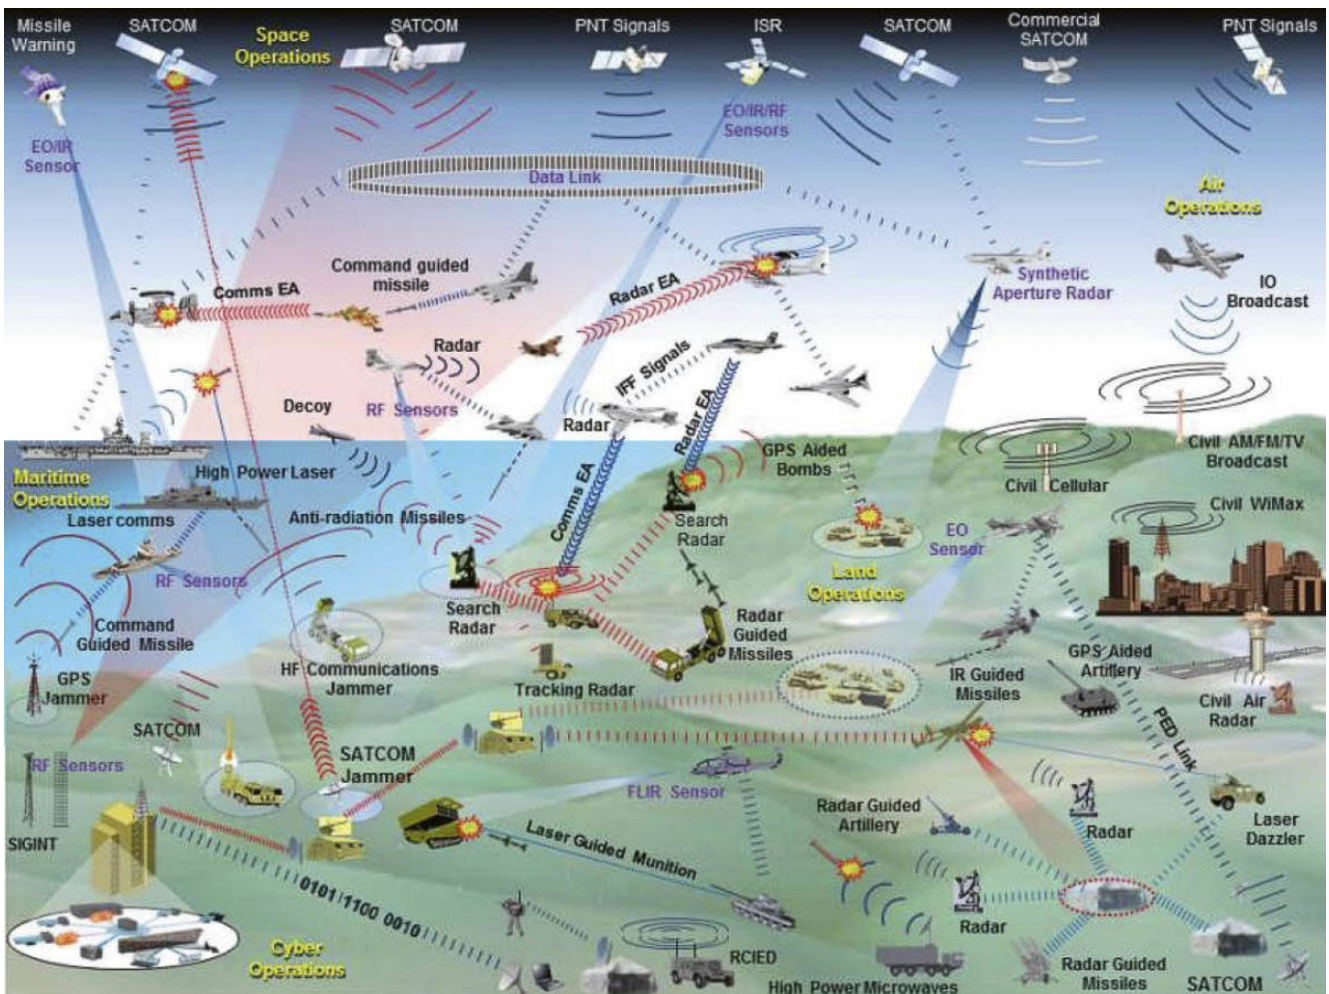 Missile
Warning
SATCOM
Space
Operations
SATCOM
PNT Signals
ISR
SATCOM
Commercial
SATCOM
PNT Signals
EO/IR
Sensor
EO/IR/RF
Sensors
Data Link
Air
Operations
Comms EA
Command guided
missile
Radar EA
Synthetic
Aperture Radar
IO
Broadcast
Radar
IFF Signals
Decoy
RF Sensors
Radar
Radar EA
Maritime
Operations
High Power Laser
GPS Aided
Bombs
Civil AM/FM/TV
Broadcast
Civil Cellular
Laser comms
Anti-radiation Missiles
Comms EA
Search
Radar
EO
Sensor
Civil WiMax
RF Sensors
Land
Operations
Search
Radar
Command
Guided Missile
Radar
Guided
Missiles
GPS
Jammer
HF Communications
Jammer
Tracking Radar
IR Guided
Missiles
GPS Aided
Artillery
Civil Air
Radar
SATCOM
PED Link
RF Sensors
SATCOM
Jammer
FLIR Sensor
Radar Guided
Artillery
Radar
Laser
Dazzler
SIGINT
Laser Guided Munition
0101/1100 0010
Radar
Cyber
Operations
RCIED
High Power Microwaves
Radar Guided
Missiles
SATCOM